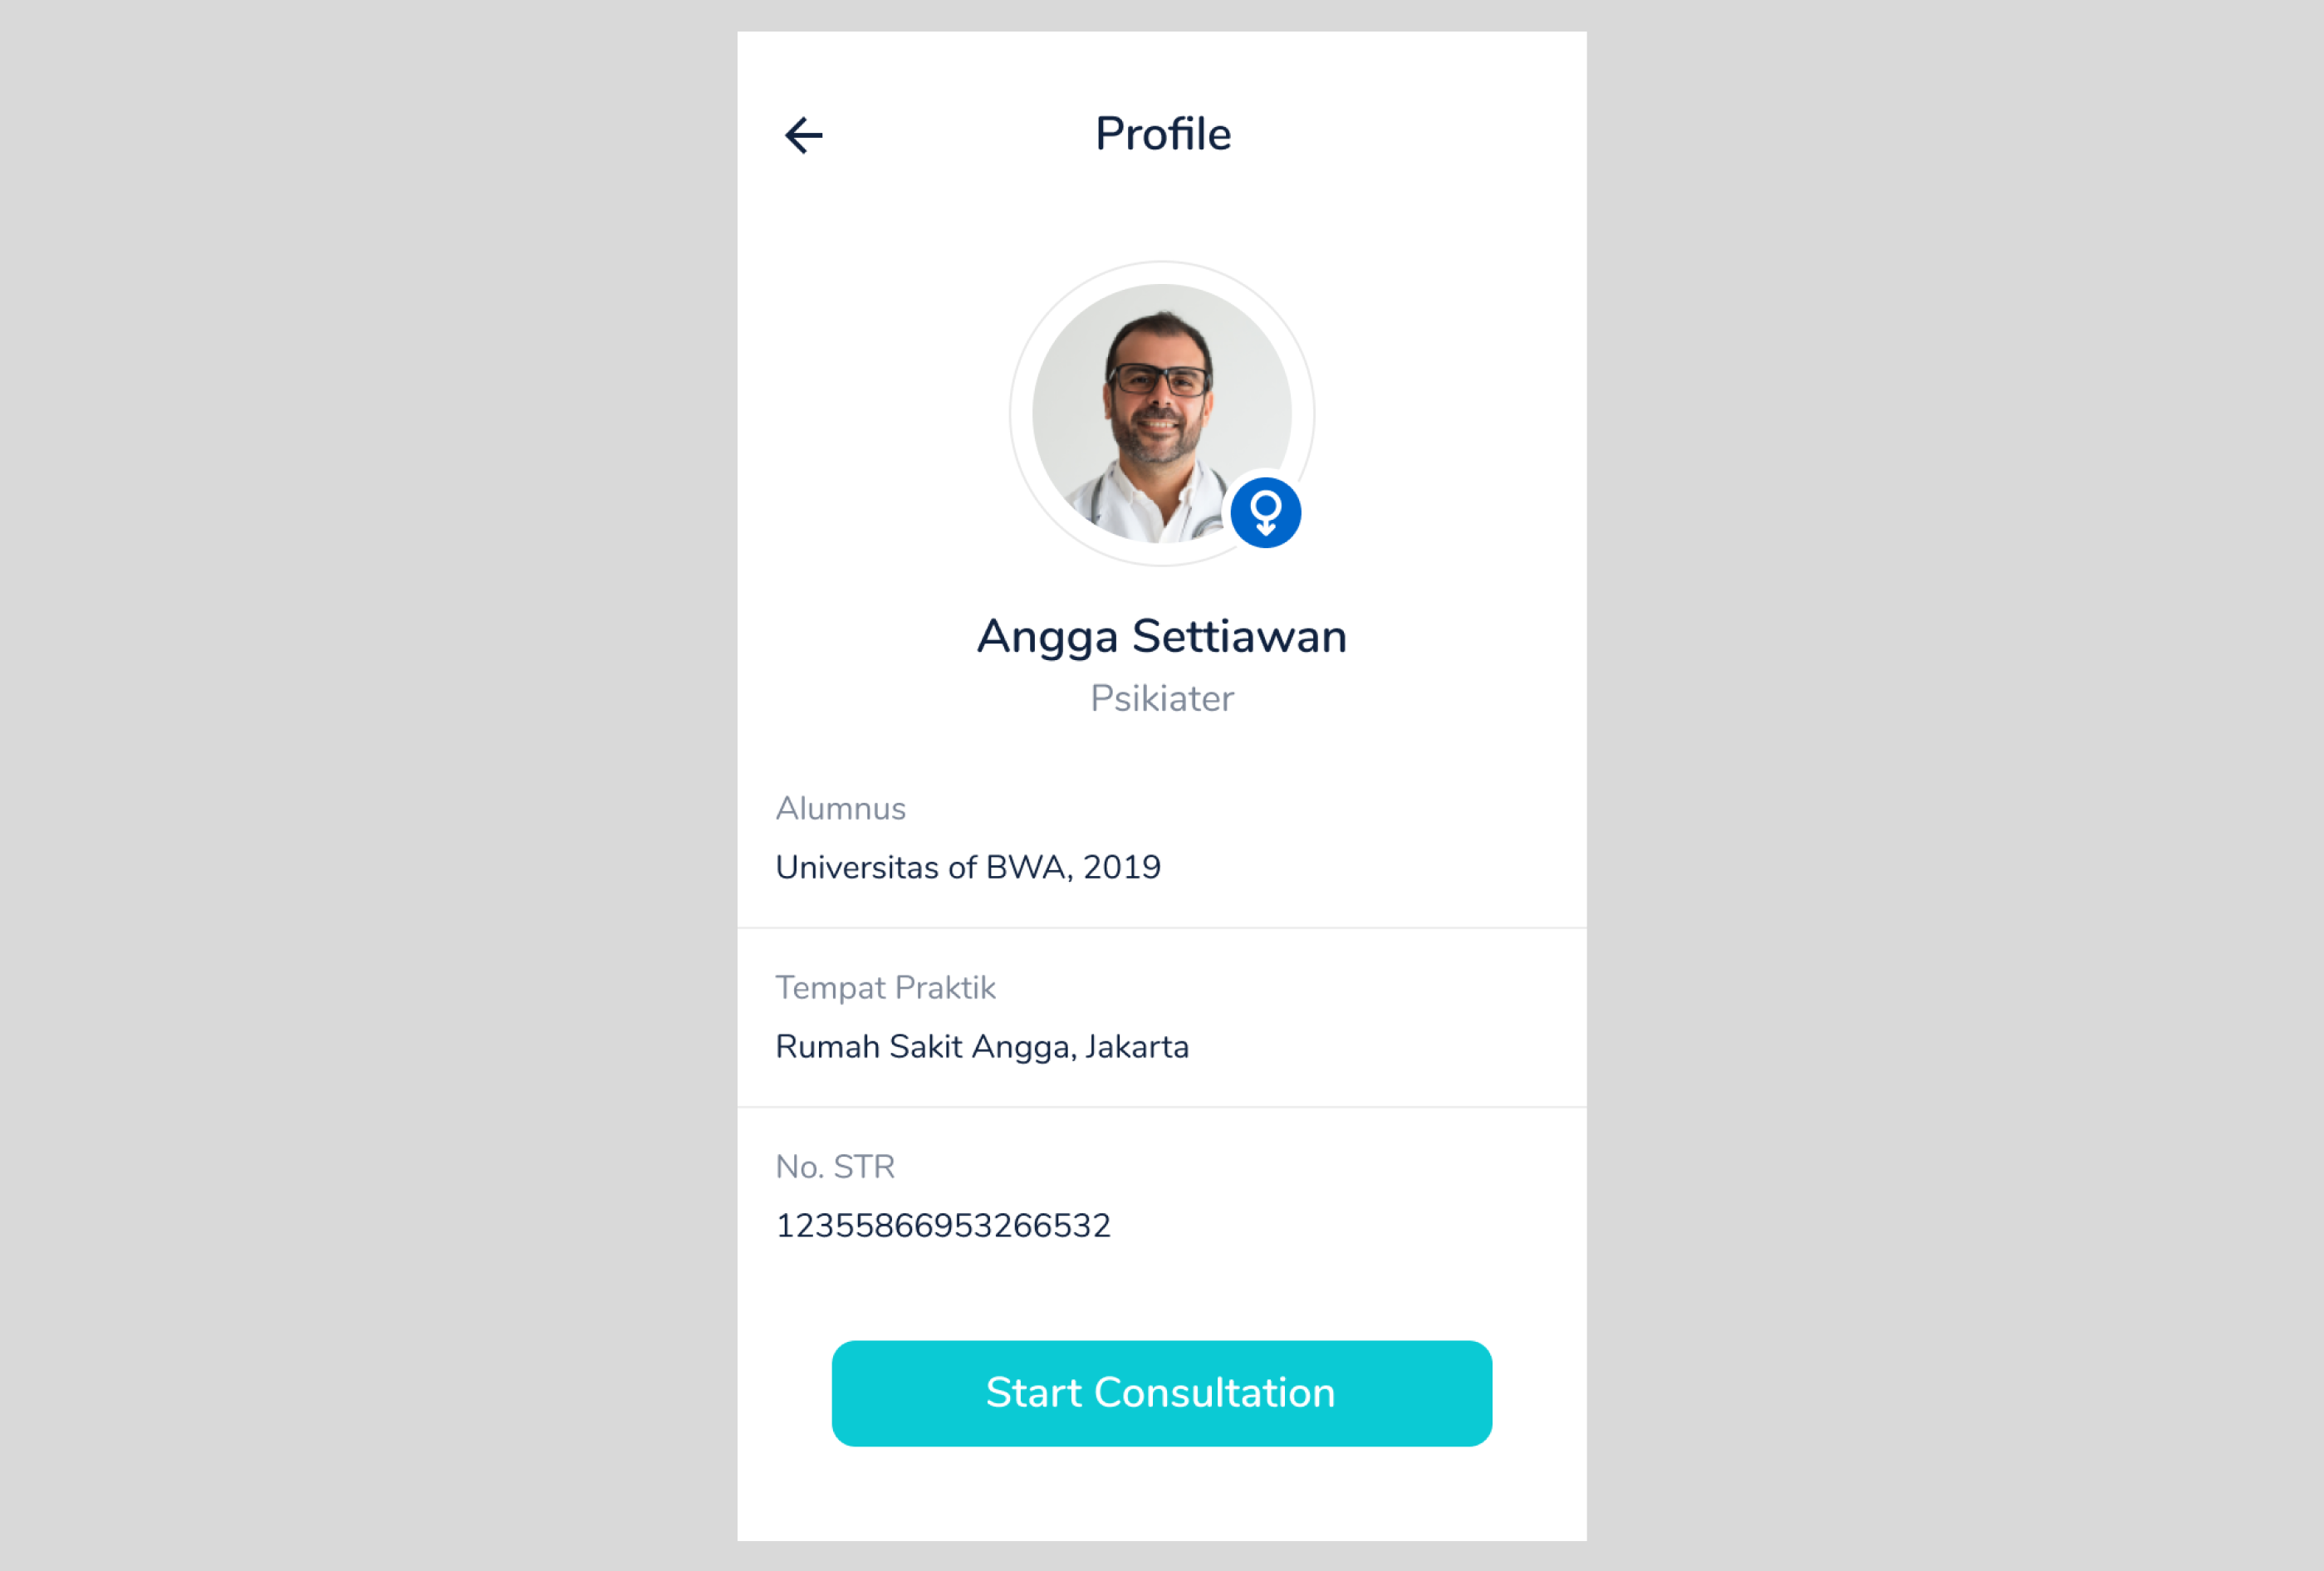 Profile
Angga Settiawan
Psikiater
Alumnus
Universitas of BWA, 2019
Tempat Praktik
Rumah Sakit Angga, Jakarta
No. STR
12355866953266532
Start Consultation